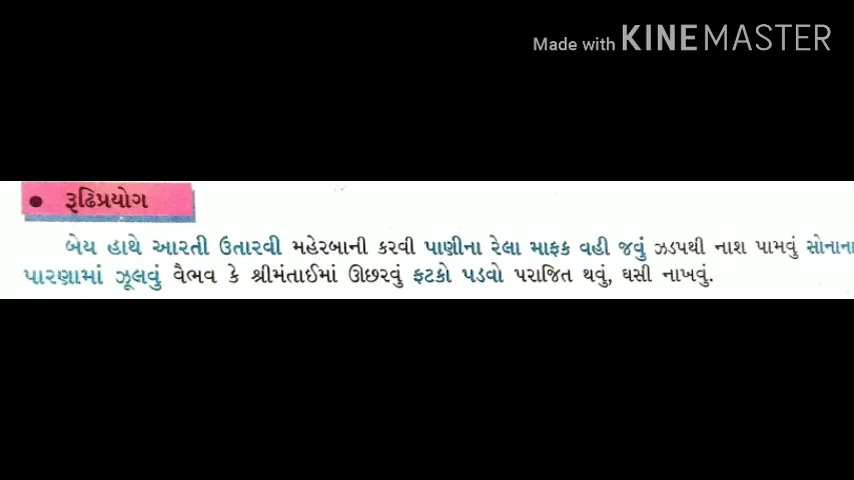 Made with KINEMASTER
• રૂઢિપ્રયોગ
બેય હાથે આરતી ઉતારવી મહેરબાની કરવી પાણીના રેલા માફક વહી જવું ઝડપથી નાશ પામવું સોનાના
પારણામાં ઝૂલવું વૈભવ કે શ્રીમંતાઈમાં ઊછરવું ફટકો પડવો પરાજિત થવું, ઘસી નાખવું.